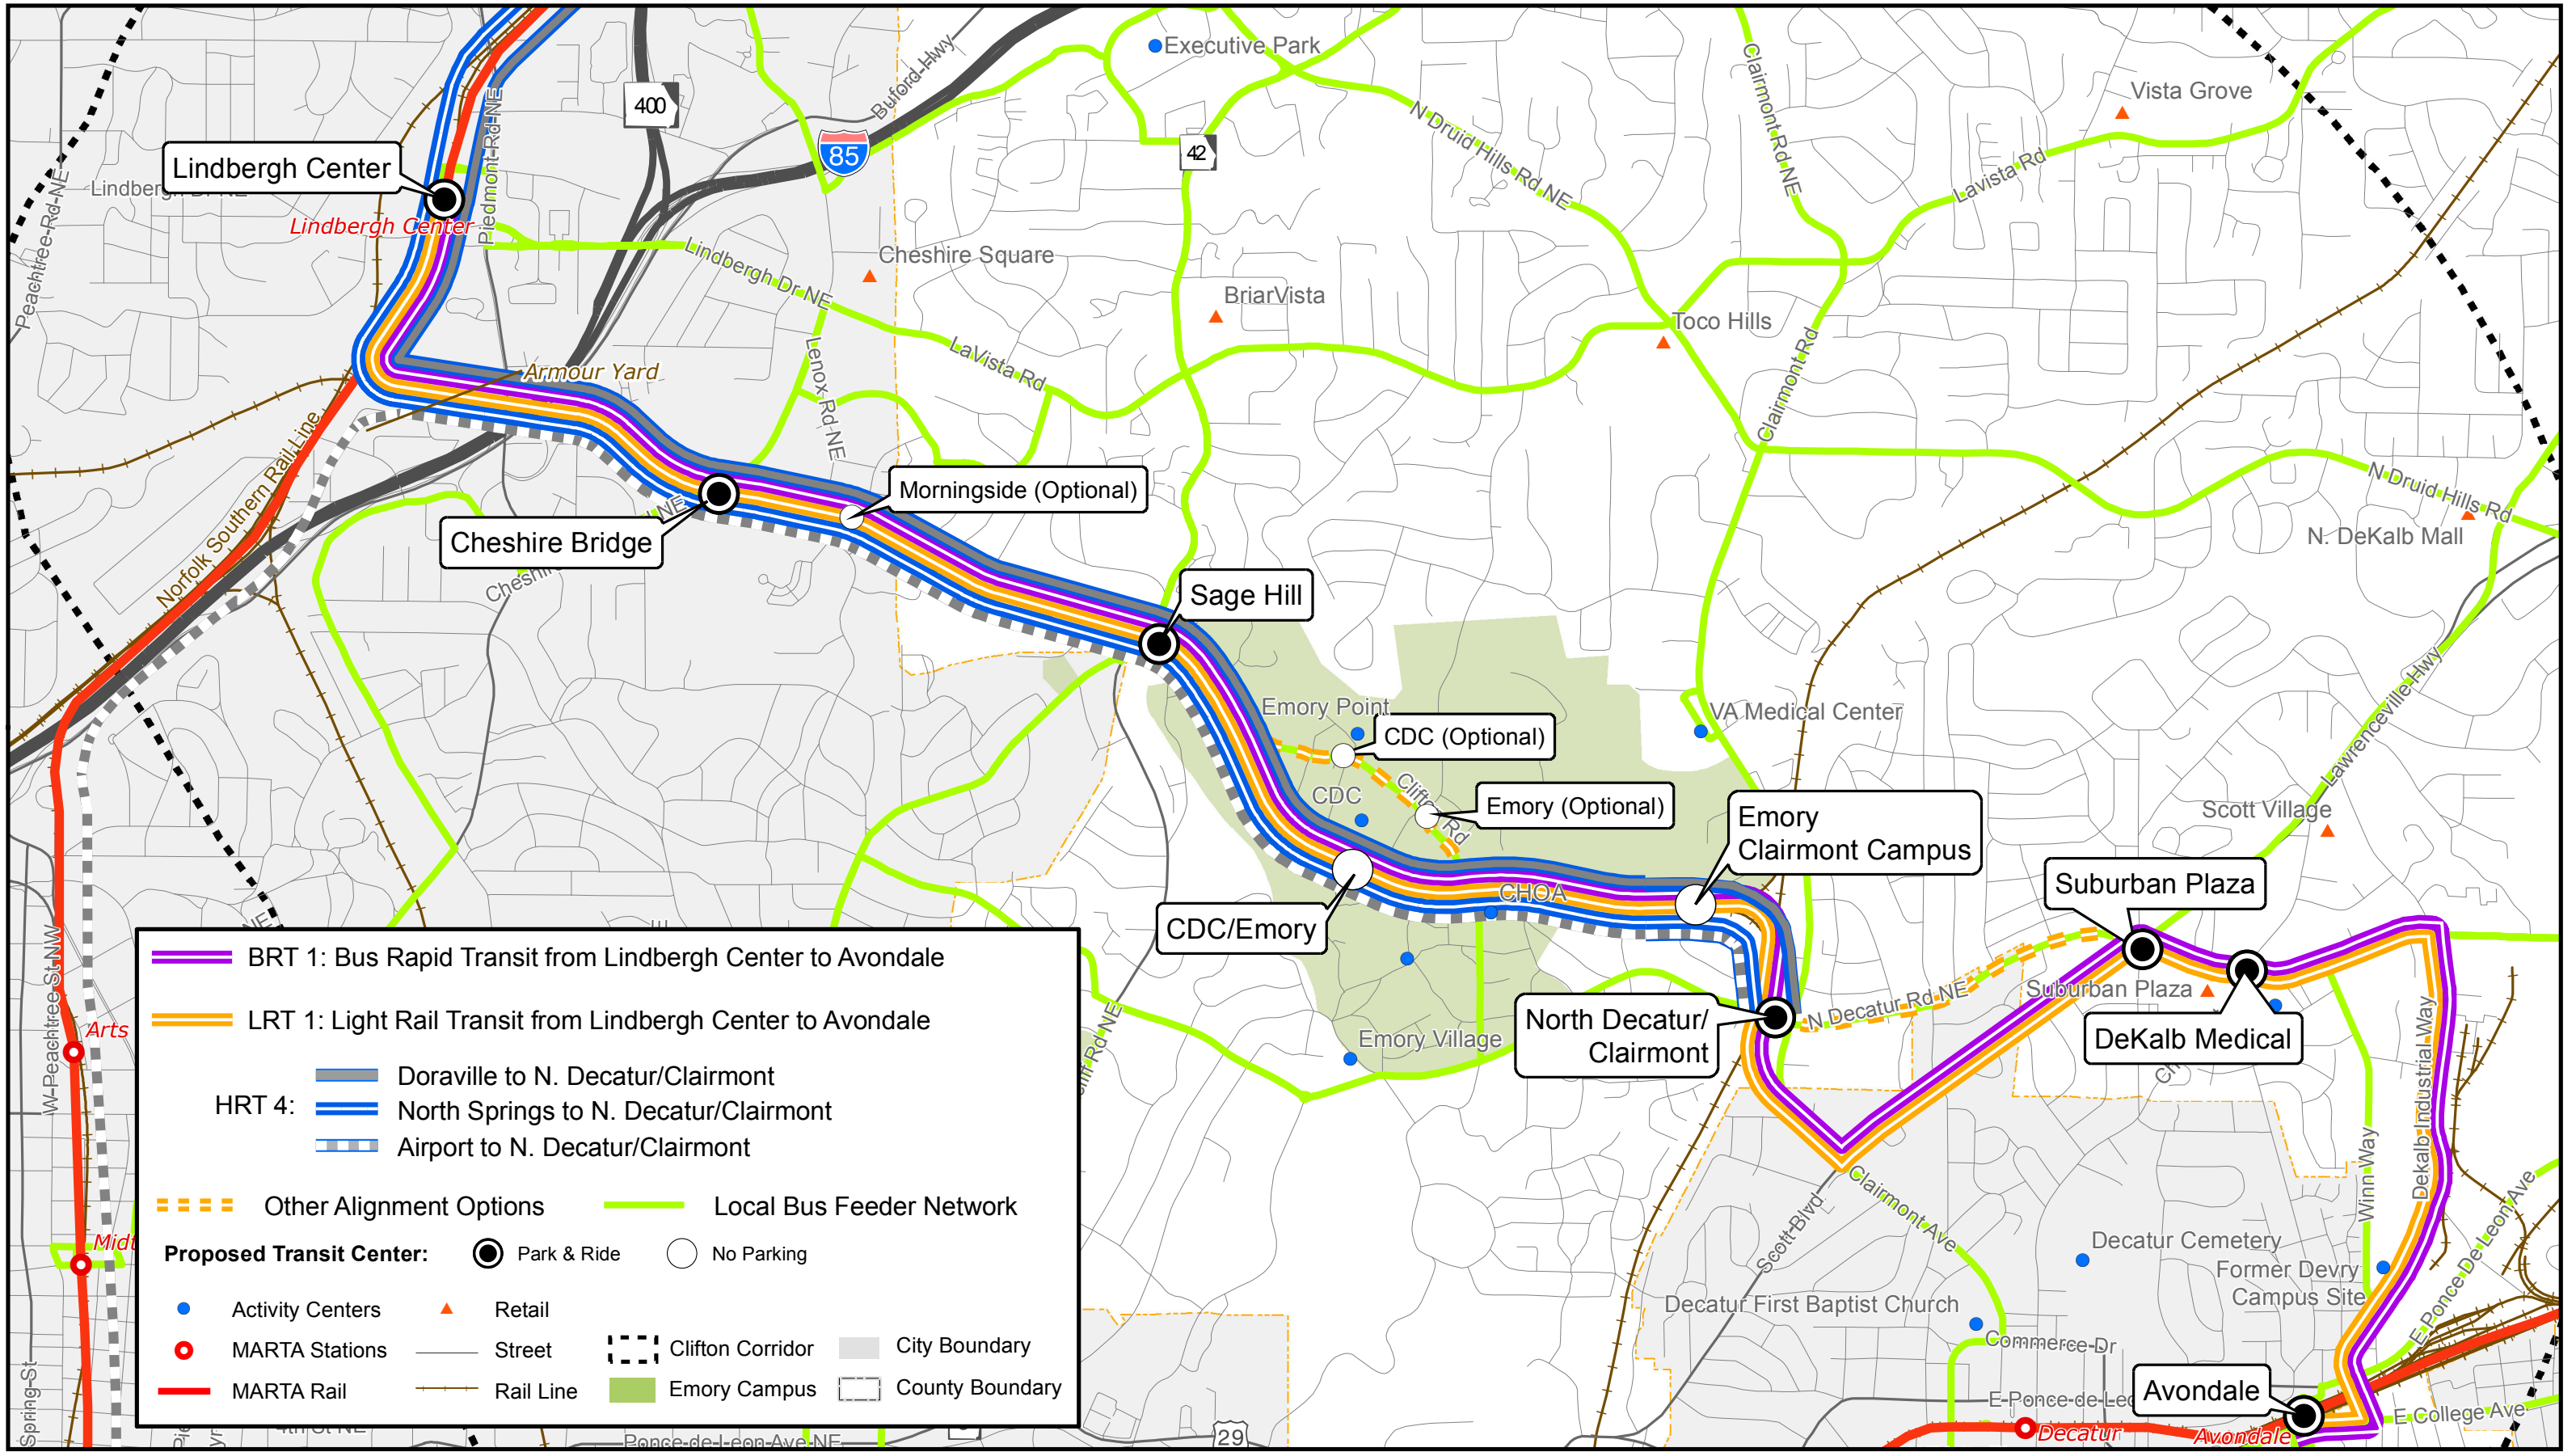 Executive Park
Buford Hwy
Clairmont Rd NE
Vista Grove
400
N Druid Hills Rd NE
85
42
Lavista Rd
Lindbergh Center
Piedmont Rd NE
Peachtree Rd NE
Lindbergh Center
Lindbergh Dr NE
Cheshire Square
BriarVista
Toco Hills
LaVista Rd
Lenox Rd NE
Clairmont Rd
Armour Yard
Norfolk Southern Rail Line
Morningside (Optional)
N Druid Hills Rd
N. DeKalb Mall
Cheshire Bridge
NE
Sage Hill
Emory Point
CDC (Optional)
VA Medical Center
Lawrenceville Hwy
CDC
Clifton Rd
Emory (Optional)
Emory
Clairmont Campus
Scott Village
Suburban Plaza
CHOA
CDC/Emory
W Peachtree St NW
NE
Arts
North Decatur/
Clairmont
N Decatur Rd NE
Suburban Plaza
DeKalb Medical
Emory Village
Dekalb Industrial Way
Winn Way
Clairmont Ave
Scott Blvd
E Ponce De Leon Ave
Decatur Cemetery
Former Devry
Campus Site
Decatur First Baptist Church
Commerce Dr
Avondale
E College Ave
Decatur
Avondale
29
Ponce de Leon Ave NE
4th St NE
Spring St
BRT 1: Bus Rapid Transit from Lindbergh Center to Avondale
LRT 1: Light Rail Transit from Lindbergh Center to Avondale
HRT 4:
Doraville to N. Decatur/Clairmont
North Springs to N. Decatur/Clairmont
Airport to N. Decatur/Clairmont
Other Alignment Options
Local Bus Feeder Network
Proposed Transit Center:
Park & Ride
No Parking
Activity Centers
Retail
MARTA Stations
Street
Clifton Corridor
City Boundary
MARTA Rail
Rail Line
Emory Campus
County Boundary